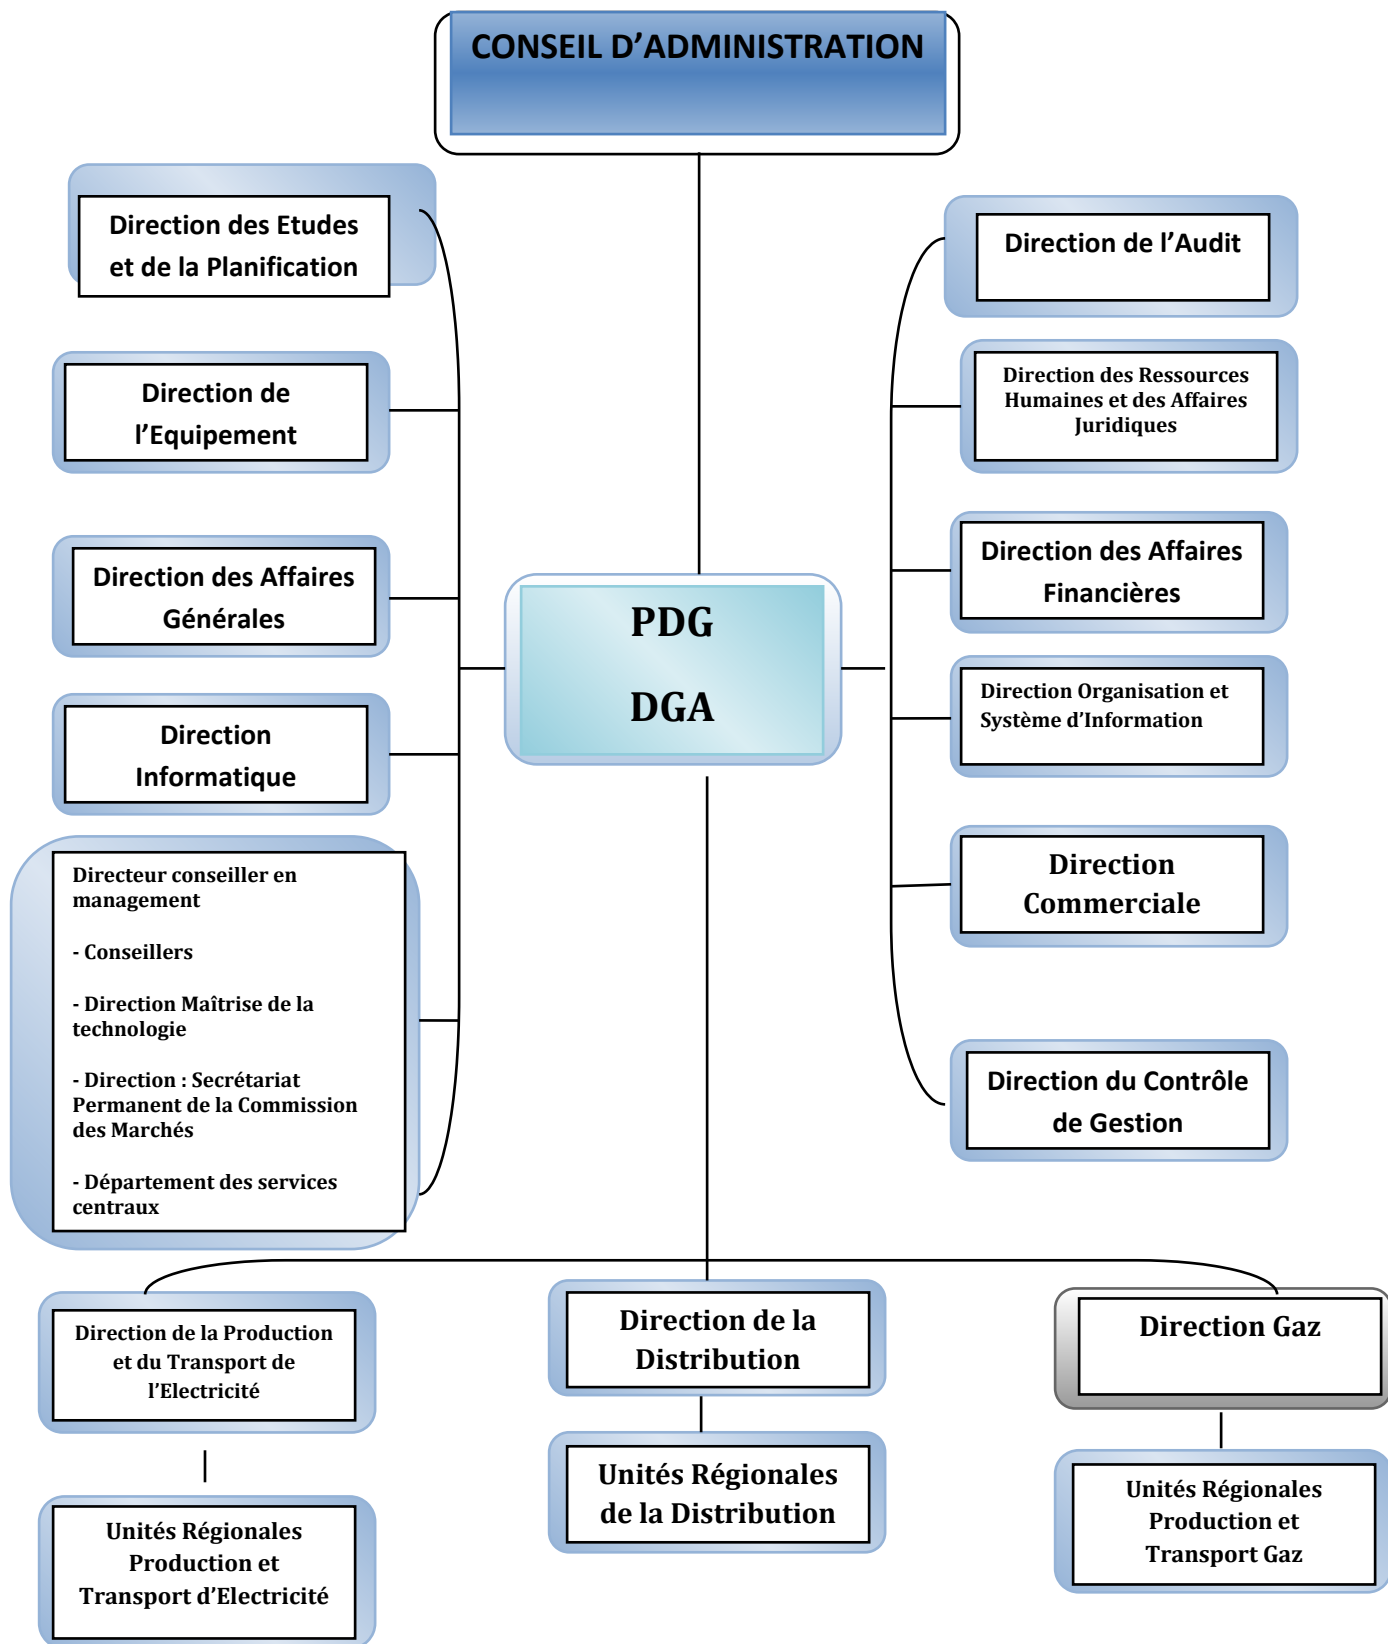 CONSEIL D’ADMINISTRATION
Direction des Etudes
et de la Planification
Direction de
l’Equipement
Direction des Affaires
Générales
Direction
Informatique
Directeur conseiller en
management
- Conseillers
- Direction Maîtrise de la
technologie
- Direction : Secrétariat
Permanent de la Commission
des Marchés
- Département des services
centraux
PDG
DGA
Direction de l’Audit
Direction des Ressources
Humaines et des Affaires
Juridiques
Direction des Affaires
Financières
Direction Organisation et
Système d’Information
Direction
Commerciale
Direction du Contrôle
de Gestion
Direction de la Production
et du Transport de
l’Electricité
Unités Régionales
Production et
Transport d’Electricité
Direction de la
Distribution
Unités Régionales
de la Distribution
Direction Gaz
Unités Régionales
Production et
Transport Gaz